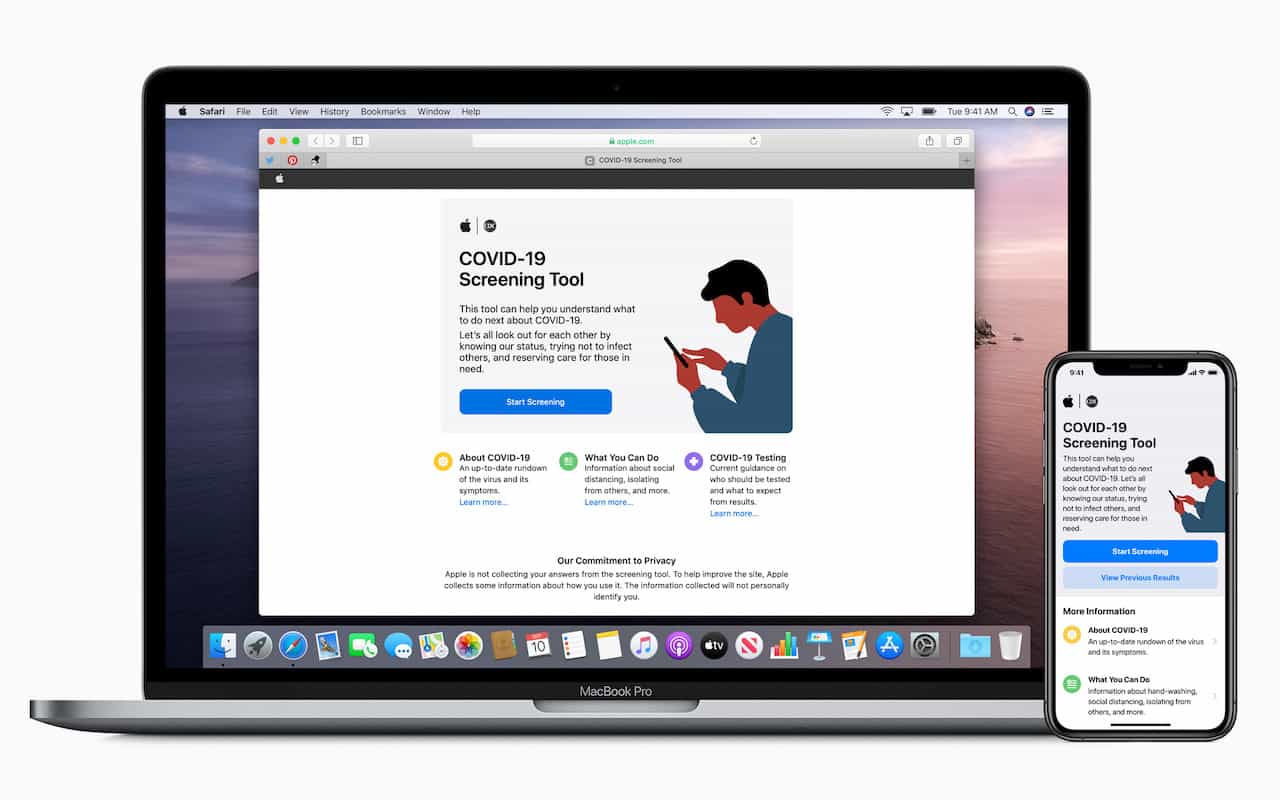 Safari File Edit View History Bookmarks Window Help
Tue 9:41 AM
apple.com
COVID-19 Screening Tool
COVID-19
Screening Tool
This tool can help you understand what
to do next about COVID-19.
Let's all look out for each other by
knowing our status, trying not to infect
others, and reserving care for those in
need.
Start Screening
About COVID-19
An up-to-date rundown
of the virus and its
symptoms.
Learn more...
What You Can Do
Information about social
distancing, isolating
from others, and more.
Learn more...
COVID-19 Testing
Current guidance on
who should be tested
and what to expect
from results.
Learn more...
Our Commitment to Privacy
Apple is not collecting your answers from the screening tool. To help improve the site, Apple
collects some information about how you use it. The information collected will not personally
identify you.
SEP
10
tv
MacBook Pro
9:41
COVID-19
Screening Tool
This tool can help you
understand what to do next
about COVID-19. Let's all
look out for each other by
knowing our status, trying
not to infect others, and
reserving care for those in
need.
Start Screening
View Previous Results
More Information
About COVID-19
An up-to-date rundown of the virus
and its symptoms.
What You Can Do
Information about hand-washing,
social distancing, isolating from
others, and more.